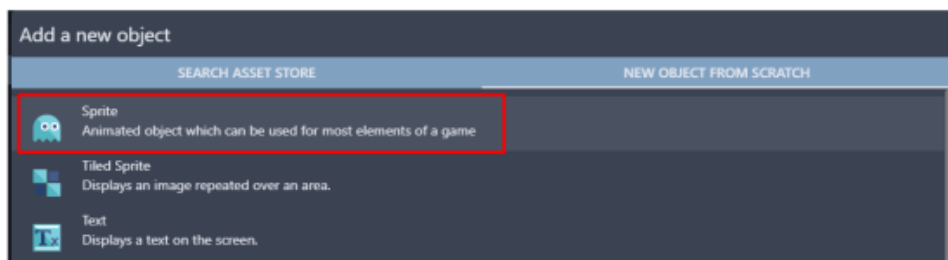 Add a new object
SEARCH ASSET STORE
NEW OBJECT FROM SCRATCH
Sprite
Animated object which can be used for most elements of a game
Tiled Sprite
Displays an image repeated over an area.
Text
Displays a text on the screen.
Tx